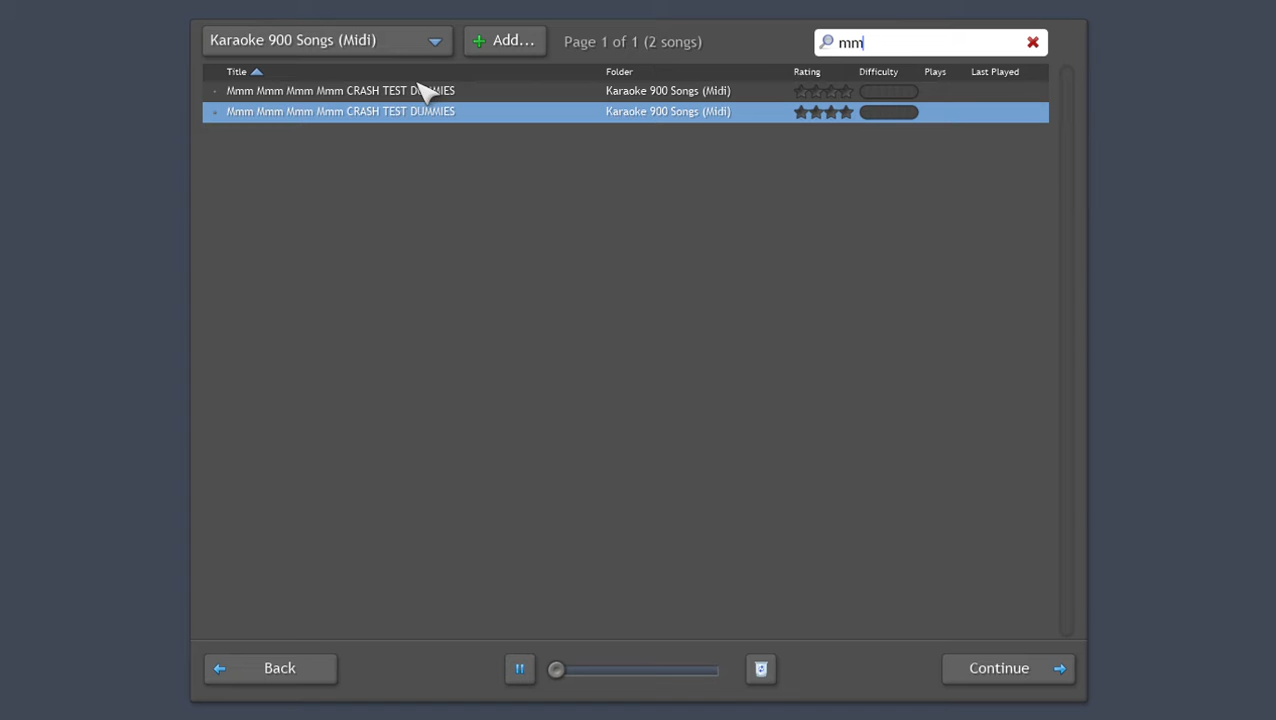 Karaoke 900 Songs (Midi) Add... Page 1 of 1 (2 songs) mm
Title Folder Rating Difficulty Plays Last Played
Mmm Mmm Mmm Mmm CRASH TEST DUMMIES Karaoke 900 Songs (Midi)
Mmm Mmm Mmm Mmm CRASH TEST DUMMIES Karaoke 900 Songs (Midi)
Back Continue